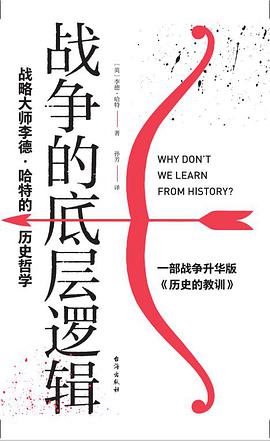 战争的底层逻辑
战略大师李德·哈特的
历史哲学
[英] 李德·哈特 著
孙芳 译
WHY DON'T
WE LEARN
FROM HISTORY?
一部战争升华版
《历史的教训》
台海出版社